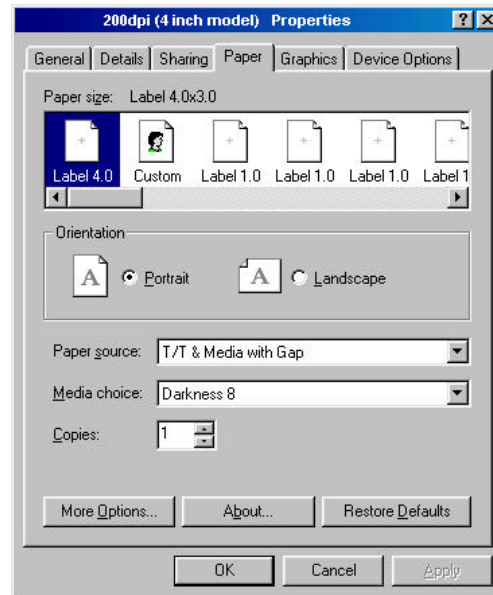 200dpi (4 inch model) Properties
General Details Sharing Paper Graphics Device Options
Paper size: Label 4.0x3.0
Label 4.0 Custom Label 1.0 Label 1.0 Label 1.0 Label 1
Orientation
A Portrait A Landscape
Paper source: T/T & Media with Gap
Media choice: Darkness 8
Copies: 1
More Options... About... Restore Defaults
OK Cancel Apply